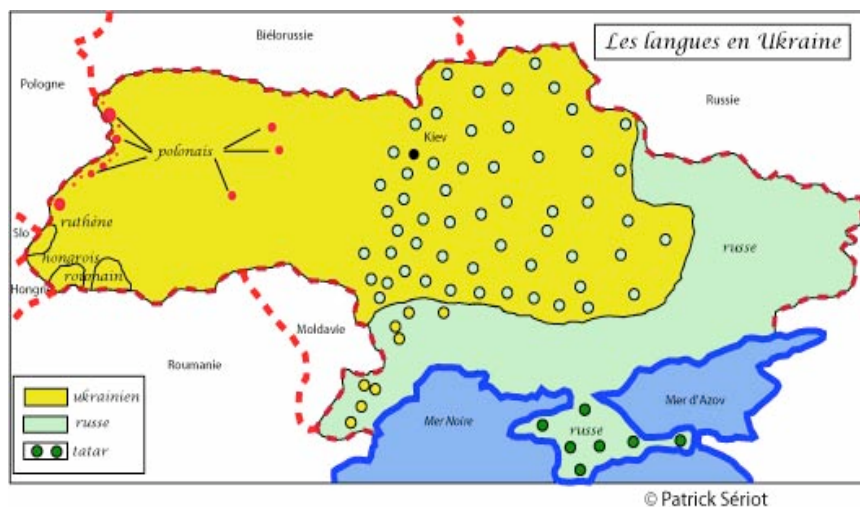 Les langues en Ukraine
Biélorussie
Pologne
Russie
Kiev
polonais
ruthène
Slo
hongrois
roumain
Hongr
russe
Moldavie
Roumanie
Mer Noire
Mer d'Azov
russe
ukrainien
russe
tatar
© Patrick Sériot